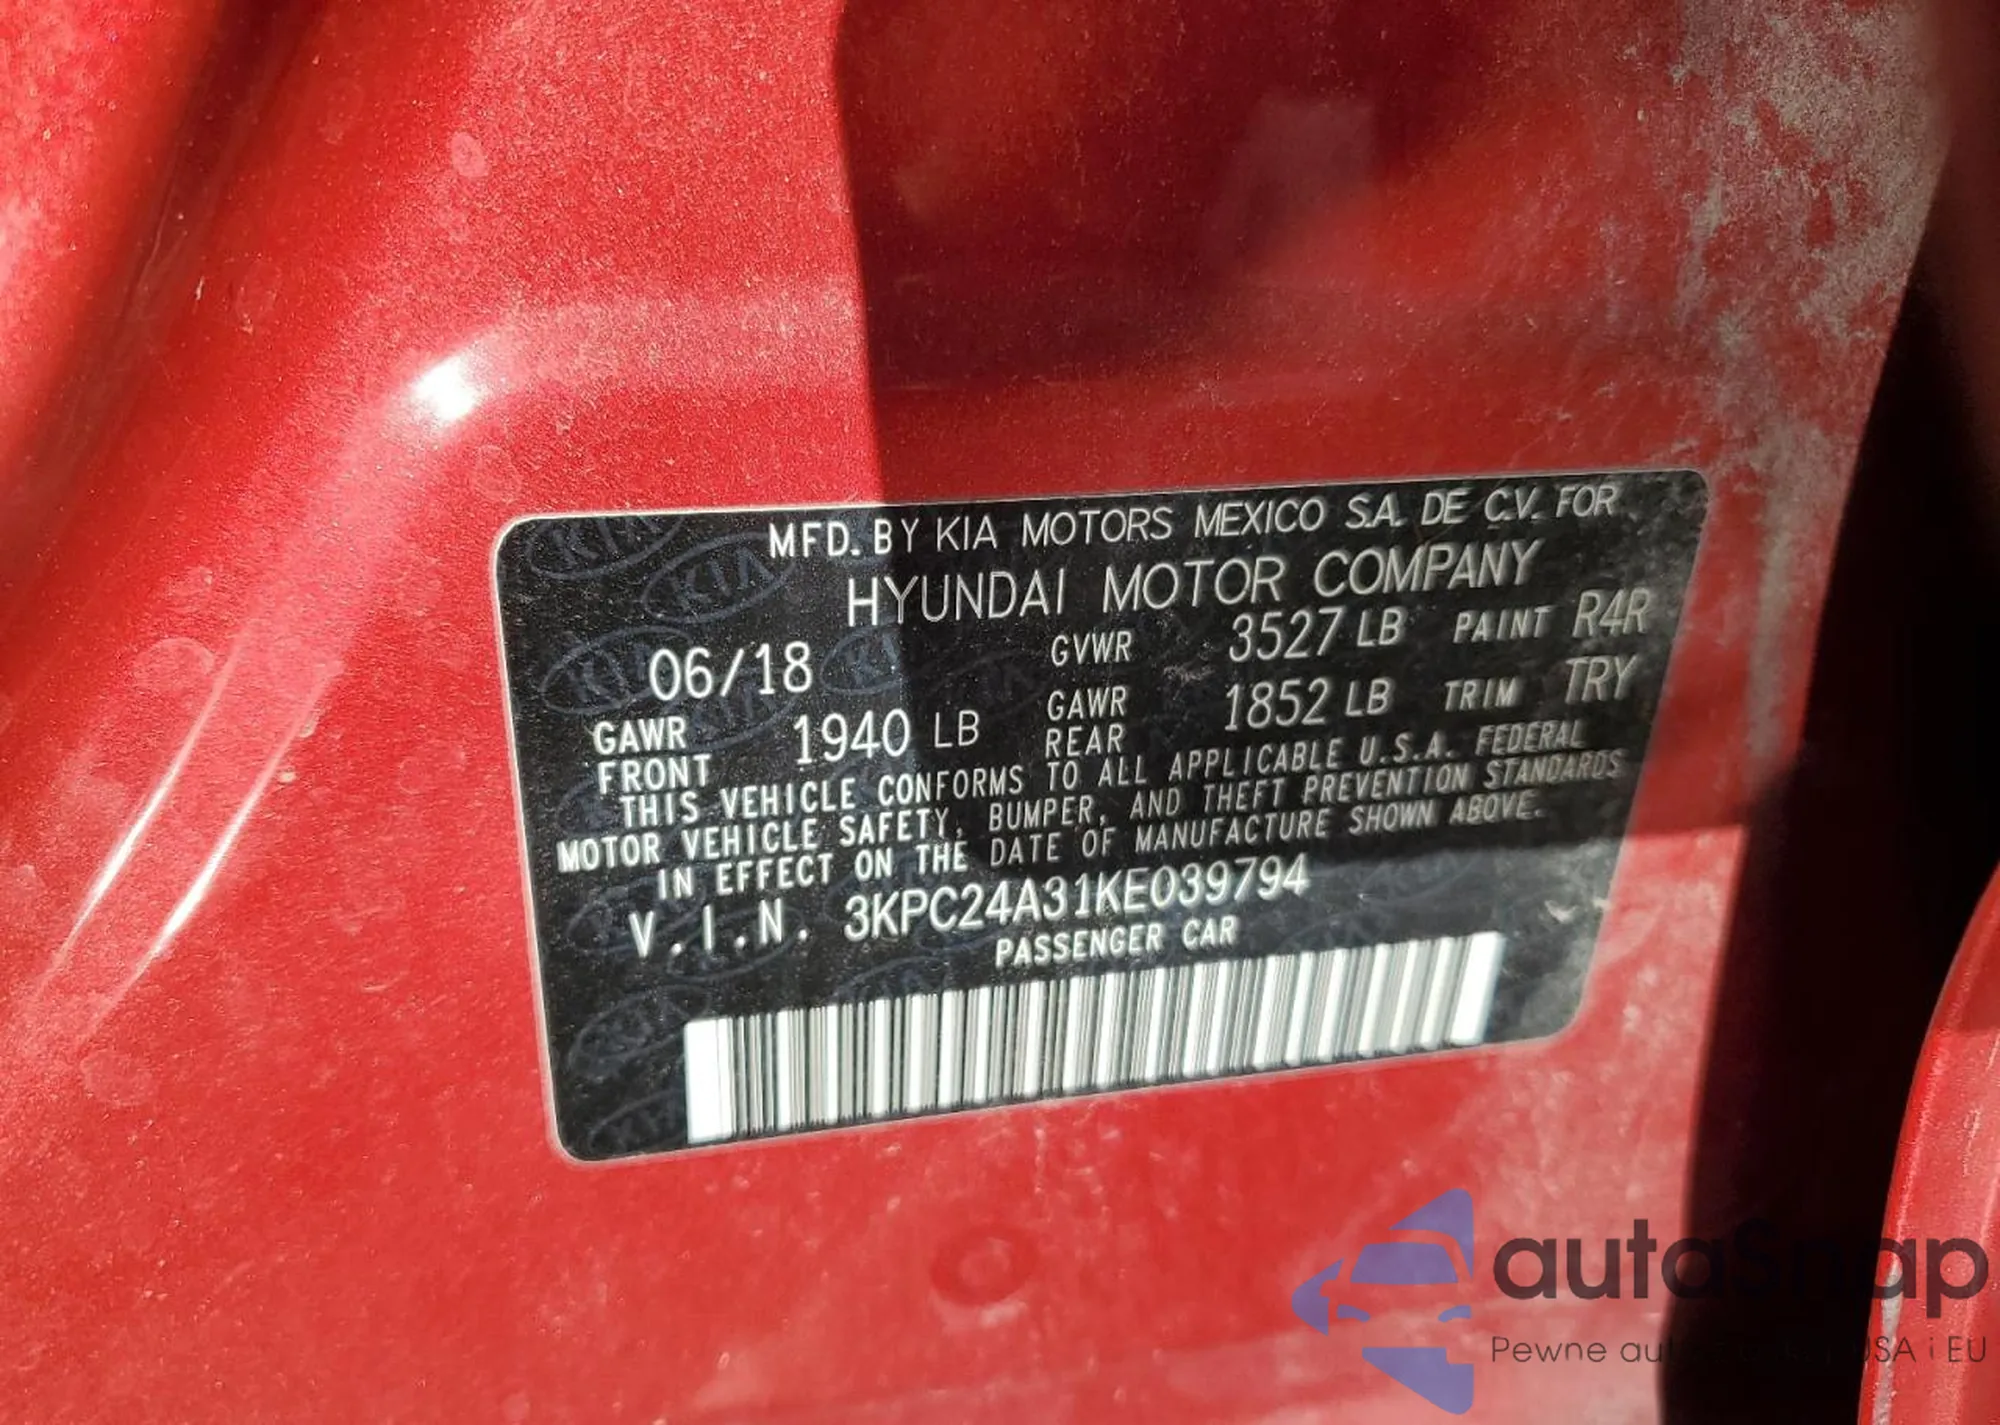 MFD. BY KIA MOTORS MEXICO S.A. DE C.V. FOR
HYUNDAI MOTOR COMPANY
06/18 GVWR 3527 LB PAINT R4R
GAWR FRONT 1940 LB GAWR REAR 1852 LB TRIM TRY
THIS VEHICLE CONFORMS TO ALL APPLICABLE U.S.A. FEDERAL
MOTOR VEHICLE SAFETY, BUMPER, AND THEFT PREVENTION STANDARDS
IN EFFECT ON THE DATE OF MANUFACTURE SHOWN ABOVE.
V.I.N. 3KPC24A31KE039794
PASSENGER CAR
autaSnap
Pewne auta USA i EU